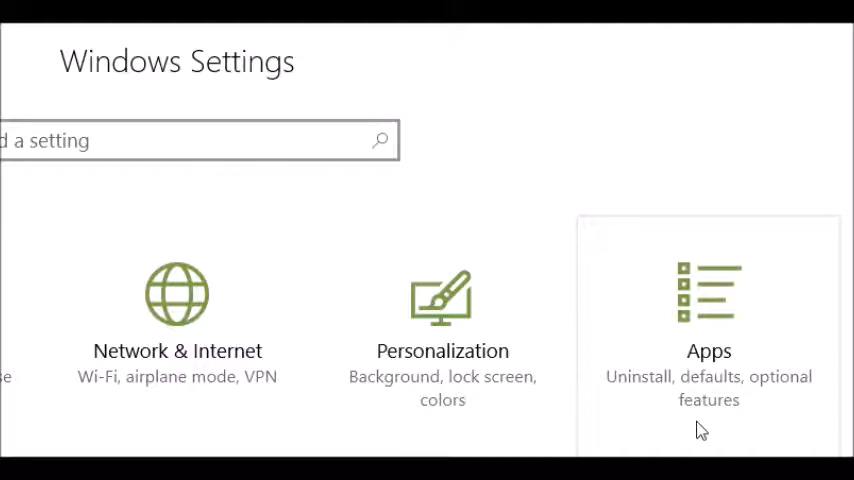 Windows Settings
d a setting
Network & Internet
Wi-Fi, airplane mode, VPN
Personalization
Background, lock screen,
colors
Apps
Uninstall, defaults, optional
features
se